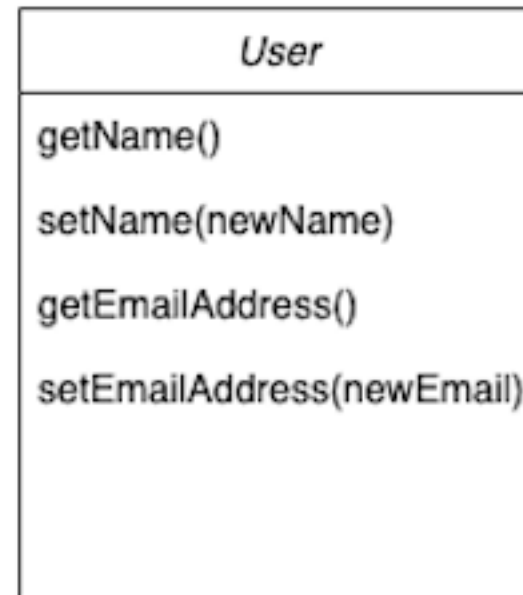 User
getName()
setName(newName)
getEmailAddress()
setEmailAddress(newEmail)